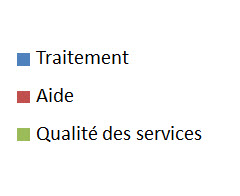 Traitement
Aide
Qualité des services